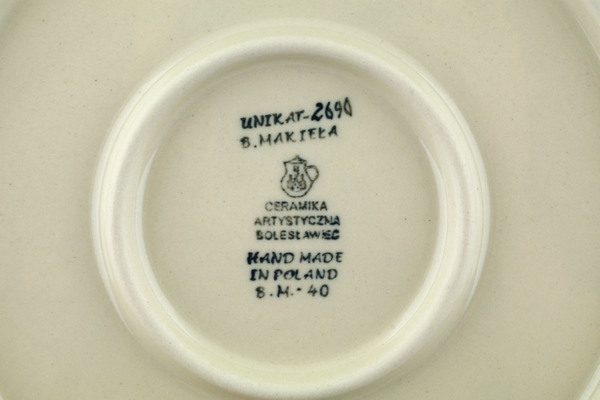 UNIKAT-2690
B. MAKIEŁA
CERAMIKA
ARTYSTYCZNA
BOLESŁAWIEC
HAND MADE
IN POLAND
B.M.-40